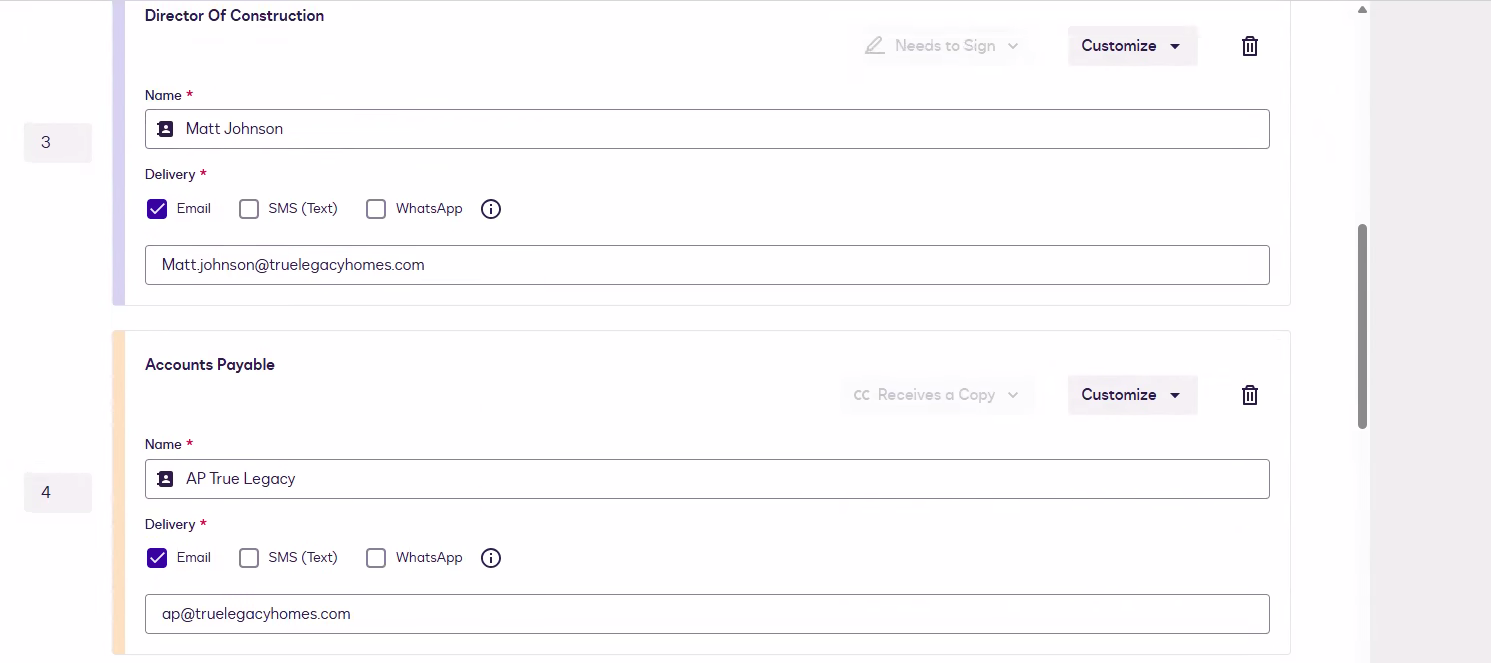 Director Of Construction
Needs to Sign
Customize
3
Name *
Matt Johnson
Delivery *
Email
SMS (Text)
WhatsApp
Matt.johnson@truelegacyhomes.com
Accounts Payable
CC Receives a Copy
Customize
4
Name *
AP True Legacy
Delivery *
Email
SMS (Text)
WhatsApp
ap@truelegacyhomes.com